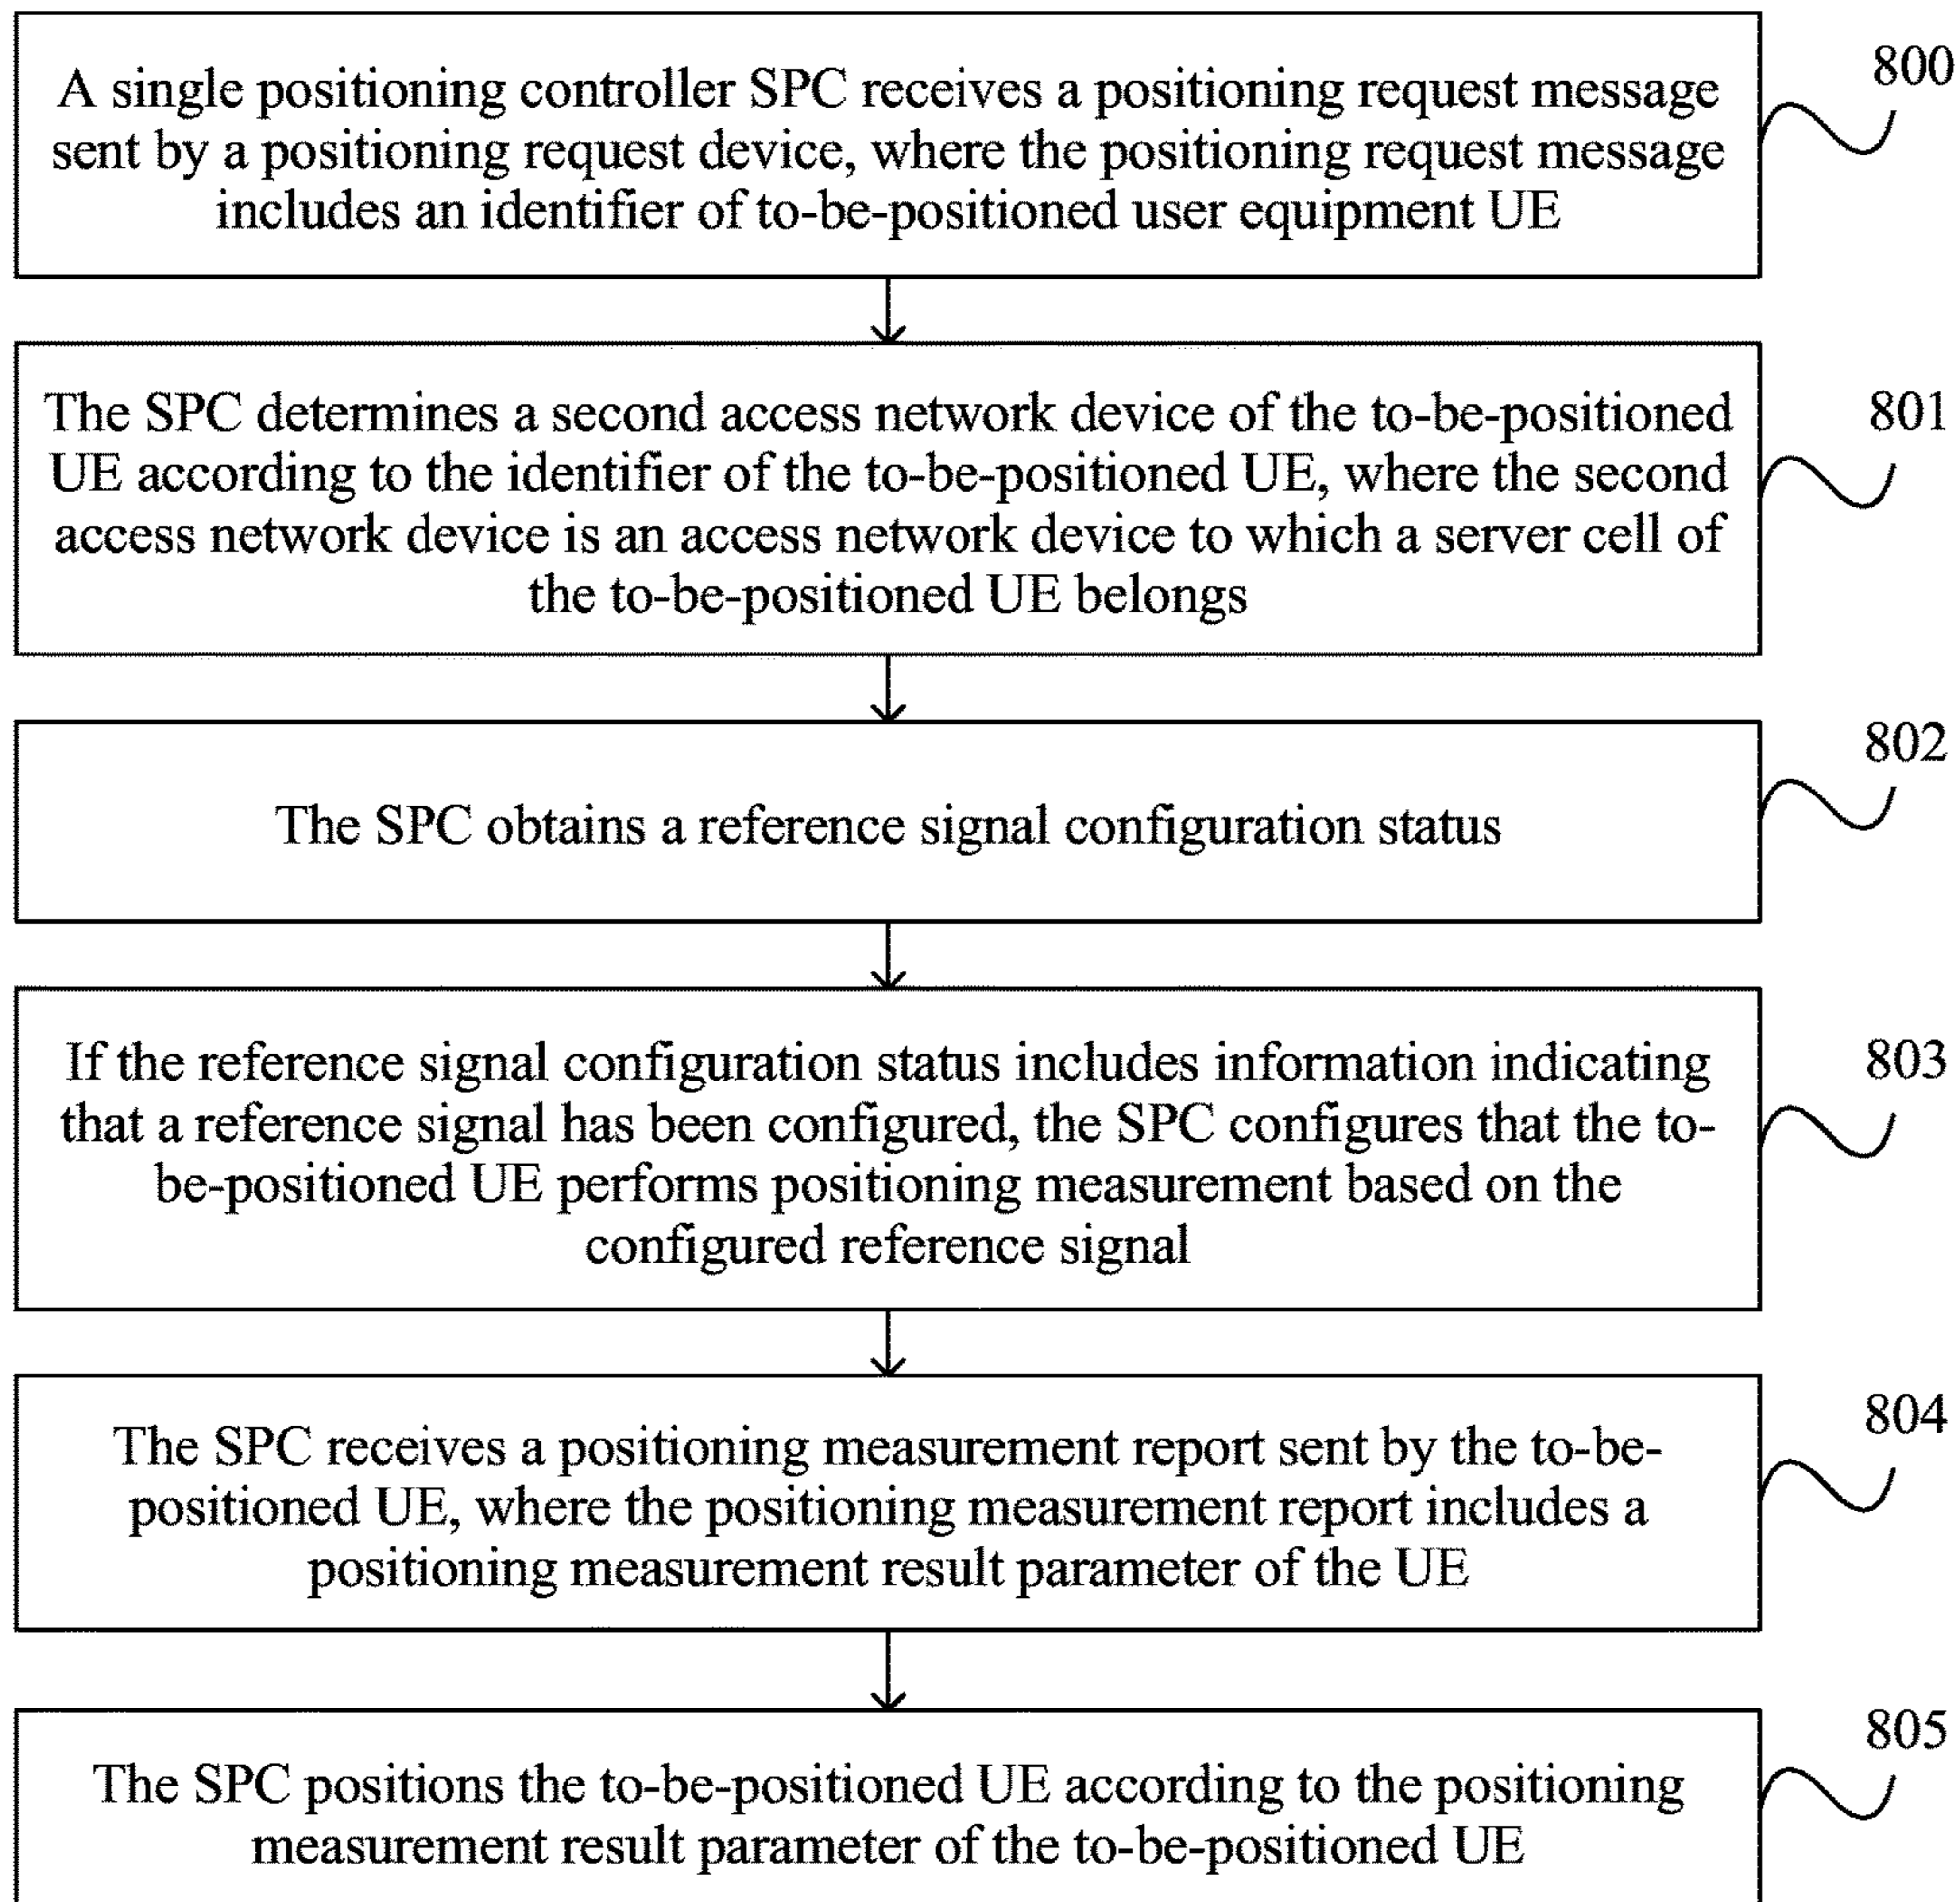 A single positioning controller SPC receives a positioning request message
sent by a positioning request device, where the positioning request message
includes an identifier of to-be-positioned user equipment UE
800
The SPC determines a second access network device of the to-be-positioned
UE according to the identifier of the to-be-positioned UE, where the second
access network device is an access network device to which a server cell of
the to-be-positioned UE belongs
801
The SPC obtains a reference signal configuration status
802
If the reference signal configuration status includes information indicating
that a reference signal has been configured, the SPC configures that the to-
be-positioned UE performs positioning measurement based on the
configured reference signal
803
The SPC receives a positioning measurement report sent by the to-be-
positioned UE, where the positioning measurement report includes a
positioning measurement result parameter of the UE
804
The SPC positions the to-be-positioned UE according to the positioning
measurement result parameter of the to-be-positioned UE
805